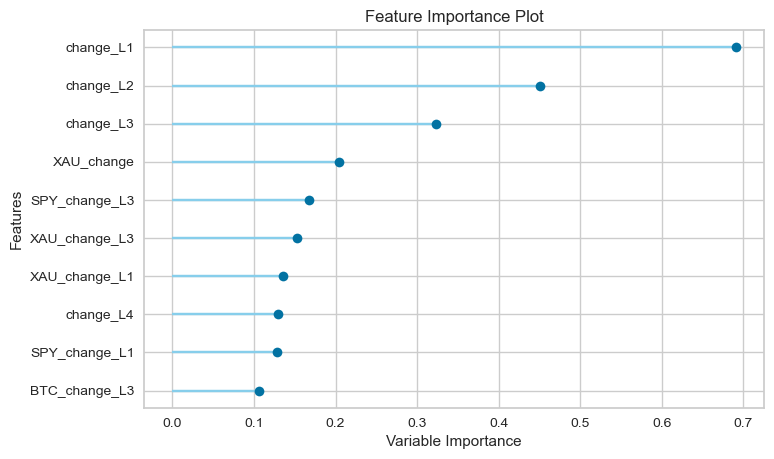 Feature Importance Plot
Features
change_L1
change_L2
change_L3
XAU_change
SPY_change_L3
XAU_change_L3
XAU_change_L1
change_L4
SPY_change_L1
BTC_change_L3
0.0 0.1 0.2 0.3 0.4 0.5 0.6 0.7
Variable Importance